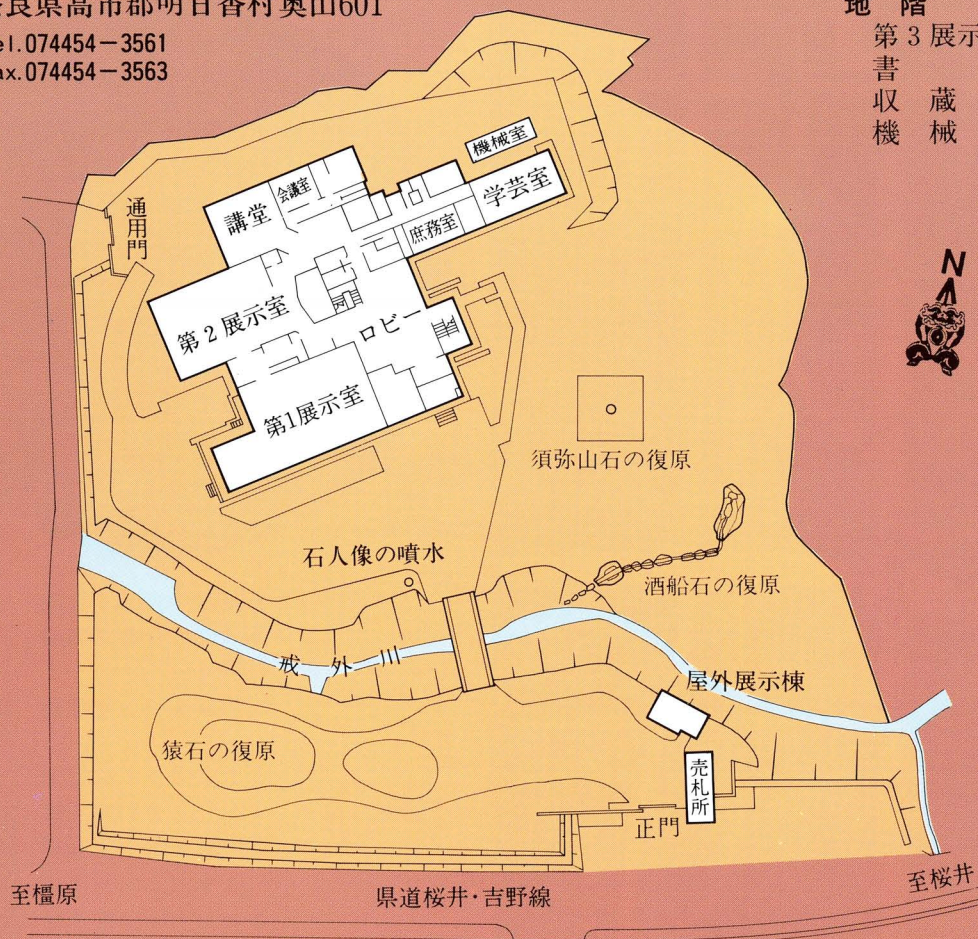 良県高市郡明日香村奥山601
el.074454-3561
ax.074454-3563
地階
第3展示
書
収蔵
機械
N
機械室
学芸室
会議室
講堂
庶務室
通用門
第2展示室
ロビー
第1展示室
須弥山石の復原
石人像の噴水
酒船石の復原
戒外川
屋外展示棟
猿石の復原
売札所
正門
至橿原
県道桜井・吉野線
至桜井